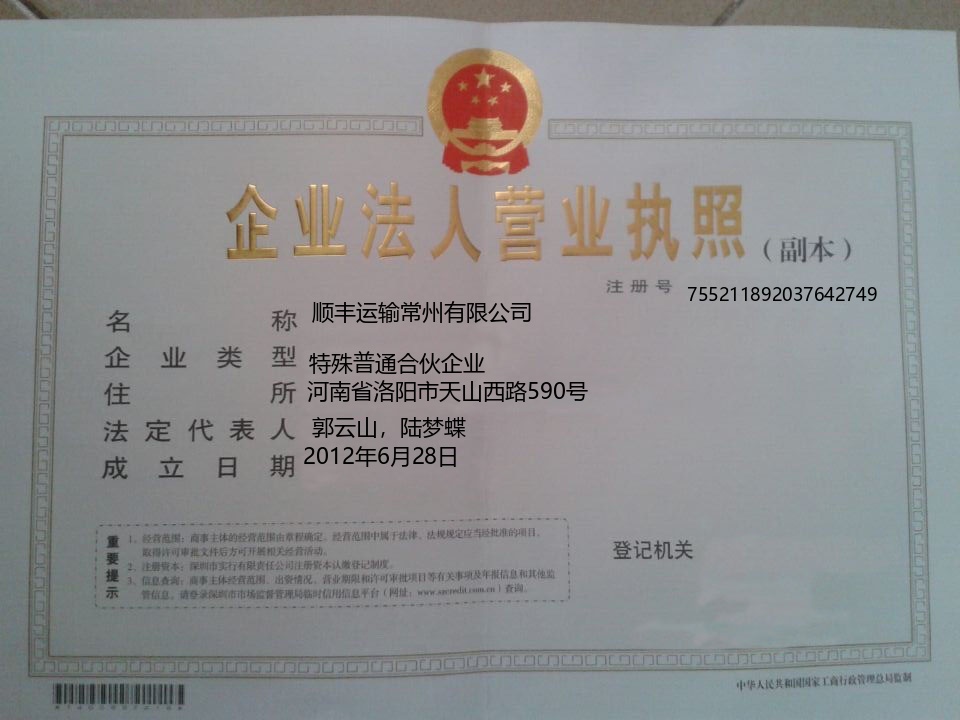 企业法人营业执照
（副本）
注册号 755211892037642749
名称 顺丰运输常州有限公司
企业类型 特殊普通合伙企业
住所 河南省洛阳市天山西路590号
法定代表人 郭云山，陆梦蝶
成立日期 2012年6月28日
重要提示
1、经营范围：商事主体的经营范围由章程确定。经营范围中属于法律、法规规定应当经批准的项目，
取得许可审批文件后方可开展相关经营活动。
2、注册资本：深圳市实行有限责任公司注册资本认缴登记制度。
3、信息查询：商事主体经营范围、出资情况、营业期限和许可审批项目等有关事项及年报信息和其他监
管信息，请登录深圳市市场监督管理局临时信用信息平台（网址：www.szcredit.com.cn）查询。
登记机关
中华人民共和国国家工商行政管理总局监制